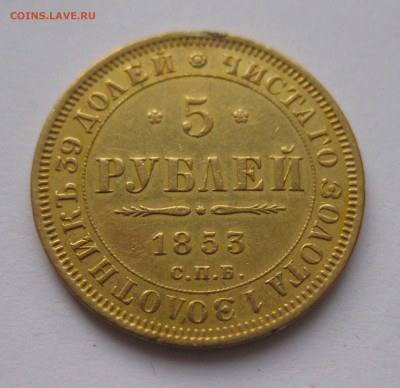 COINS.LAVE.RU
ЧИСТАГО ЗОЛОТА 1 ЗОЛОТНИКЪ 39 ДОЛЕЙ
5
РУБЛЕЙ
1853
С.П.Б.